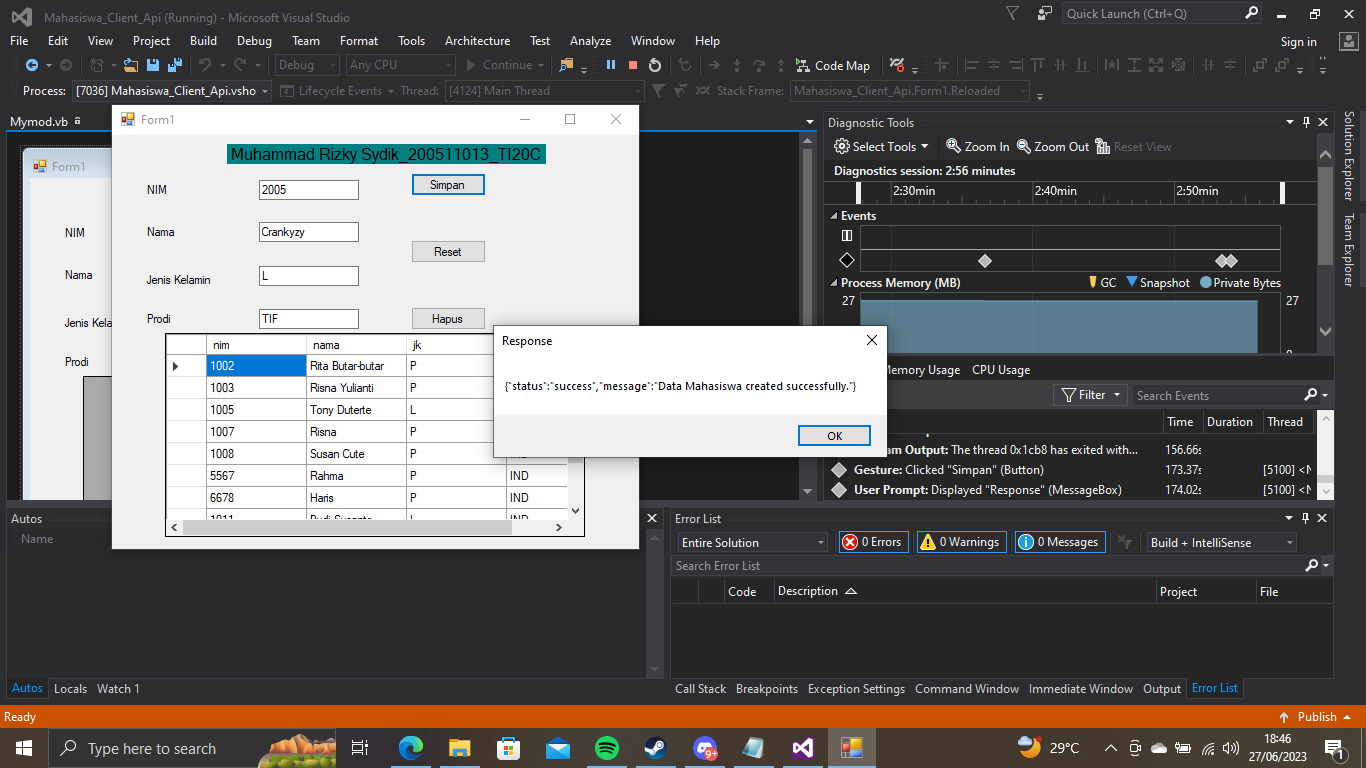 Mahasiswa_Client_Api (Running) - Microsoft Visual Studio
Quick Launch (Ctrl+Q)
File Edit View Project Build Debug Team Format Tools Architecture Test Analyze Window Help
Sign in
Debug Any CPU Continue Code Map
Process: [7036] Mahasiswa_Client_Api.vsho Lifecycle Events Thread: [4124] Main Thread Stack Frame: Mahasiswa_Client_Api.Form1.Reloaded
Mymod.vb
Form1
NIM
Nama
Jenis Kela
Prodi
Form1
Muhammad Rizky Sydik_200511013_TI20C
NIM 2005 Simpan
Nama Crankyzy
Reset
Jenis Kelamin L
Prodi TIF Hapus
nim nama jk
1002 Rita Butar-butar P
1003 Risna Yulianti P
1005 Tony Duterte L
1007 Risna P
1008 Susan Cute P
5567 Rahma P IND
6678 Haris P IND
Response
{"status":"success","message":"Data Mahasiswa created successfully."}
OK
Diagnostic Tools
Select Tools Zoom In Zoom Out Reset View
Diagnostics session: 2:56 minutes
2:30min 2:40min 2:50min
Events
Process Memory (MB) GC Snapshot Private Bytes
27 27
Memory Usage CPU Usage
Filter Search Events
Time Duration Thread
am Output: The thread 0x1cb8 has exited with... 156.66s
Gesture: Clicked "Simpan" (Button) 173.37s [5100] <N
User Prompt: Displayed "Response" (MessageBox) 174.02s [5100] <N
Solution Explorer
Team Explorer
Autos
Name
Autos Locals Watch 1
Error List
Entire Solution 0 Errors 0 Warnings 0 Messages Build + IntelliSense
Search Error List
Code Description Project File
Call Stack Breakpoints Exception Settings Command Window Immediate Window Output Error List
Ready
Publish
Type here to search
9+
29°C
18:46
27/06/2023
1